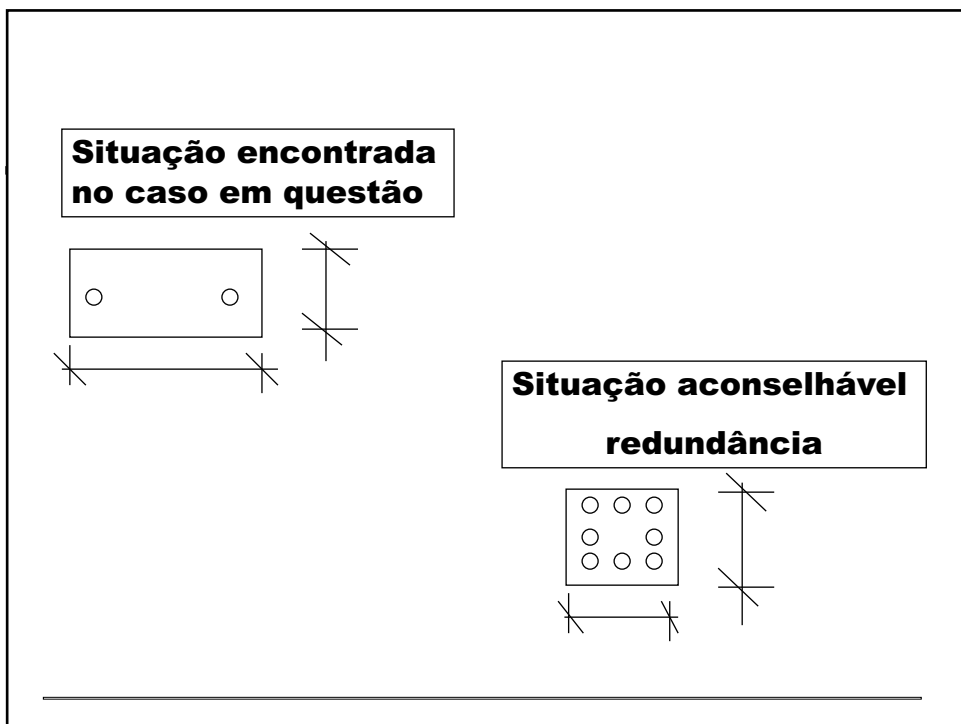 Situação encontrada
no caso em questão
Situação aconselhável
redundância